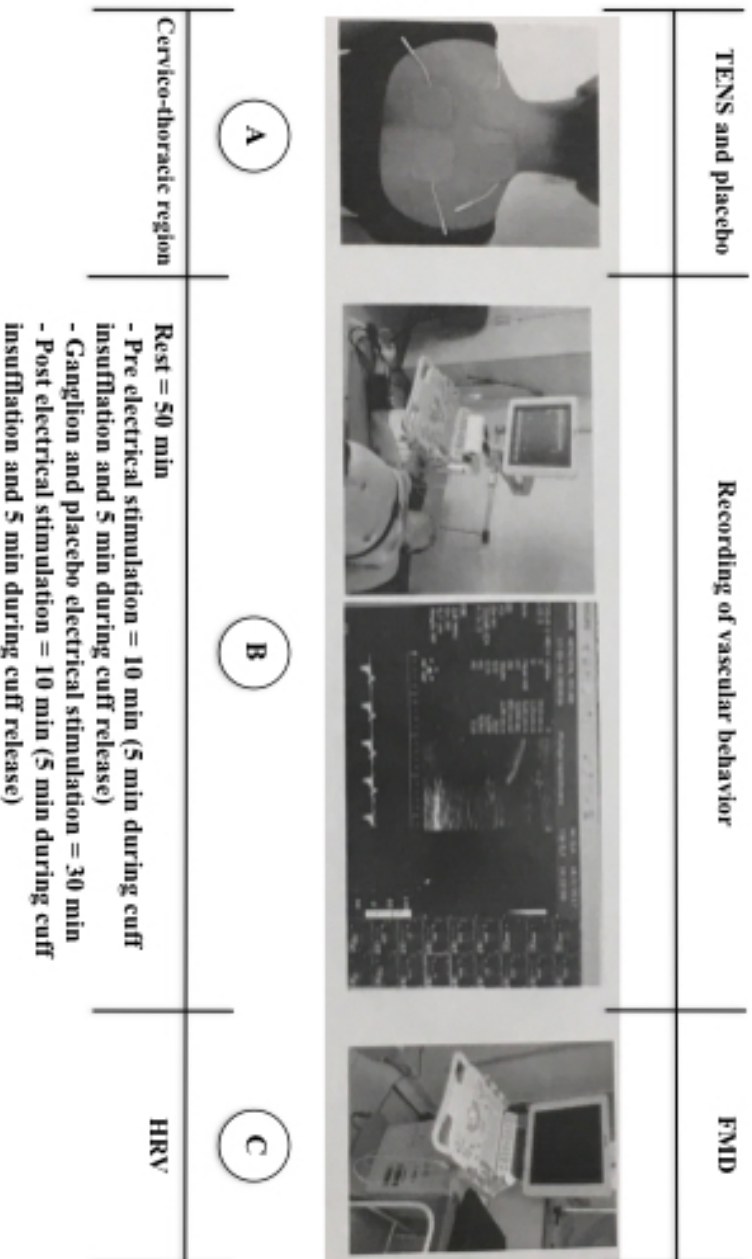 TENS and placebo
Recording of vascular behavior
FMD
A
B
C
Cervico-thoracic region
Rest = 50 min
- Pre electrical stimulation = 10 min (5 min during cuff
insufflation and 5 min during cuff release)
- Ganglion and placebo electrical stimulation = 30 min
- Post electrical stimulation = 10 min (5 min during cuff
insufflation and 5 min during cuff release)
HRV